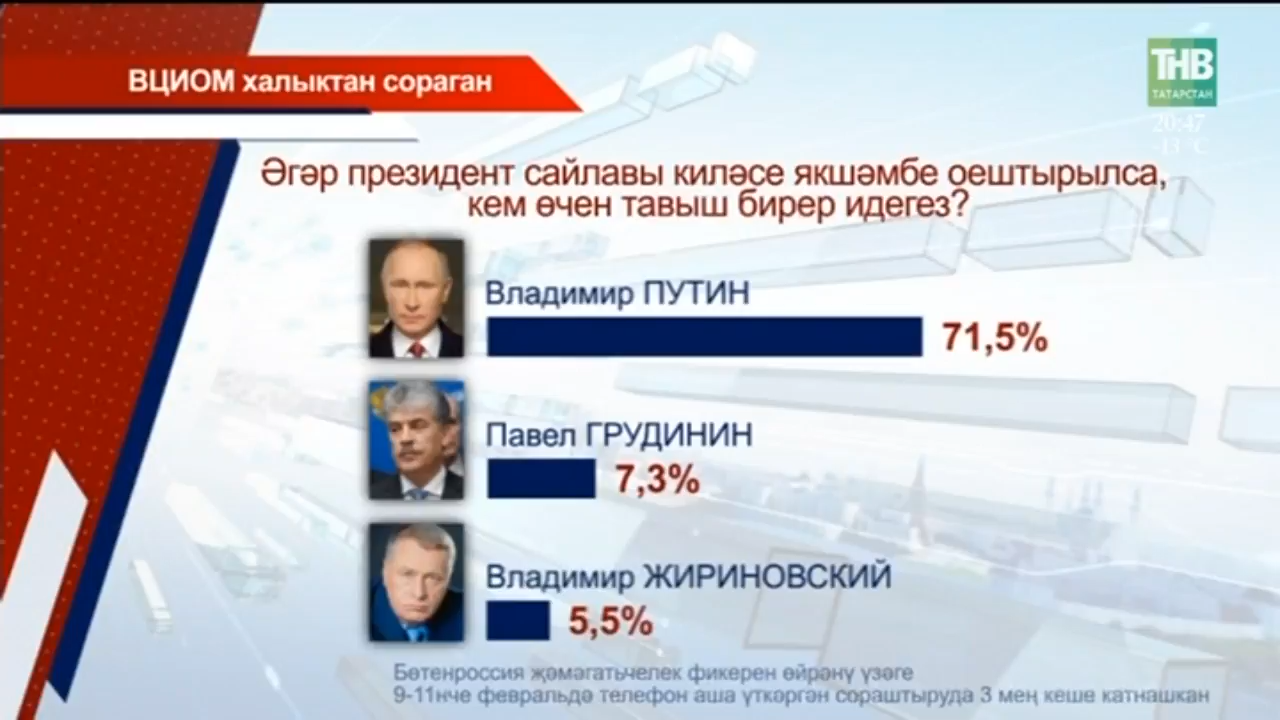 ВЦИОМ халыктан сораган
ТНВ
ТАТАРСТАН
20:47
-13 °C
Әгәр президент сайлавы киләсе якшәмбе оештырылса,
кем өчен тавыш бирер идегез?
Владимир ПУТИН
71,5%
Павел ГРУДИНИН
7,3%
Владимир ЖИРИНОВСКИЙ
5,5%
Бөтенроссия җәмәгатьчелек фикерен өйрәнү үзәге
9-11нче февральдә телефон аша үткәргән сораштыруда 3 мең кеше катнашкан